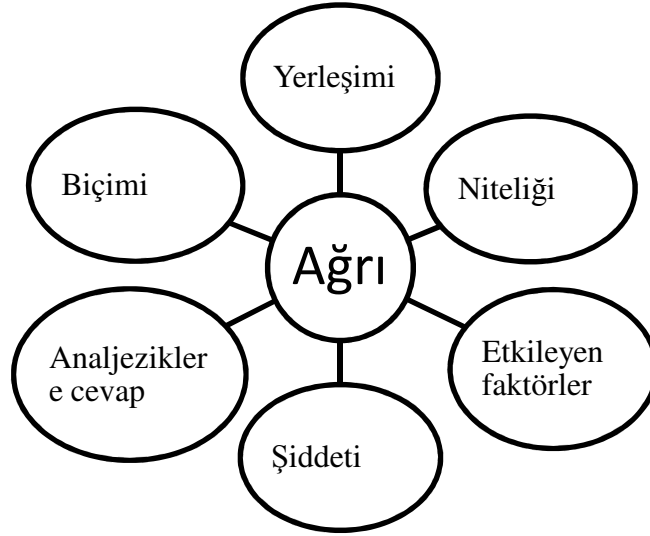 Yerleşimi
Biçimi
Niteliği
Ağrı
Analjezikler
e cevap
Etkileyen
faktörler
Şiddeti